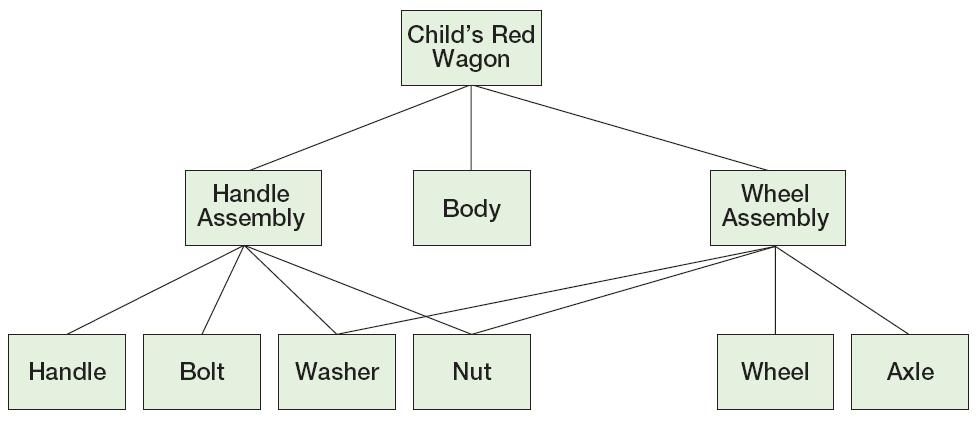 Child's Red
Wagon
Handle
Assembly
Body
Wheel
Assembly
Handle
Bolt
Washer
Nut
Wheel
Axle